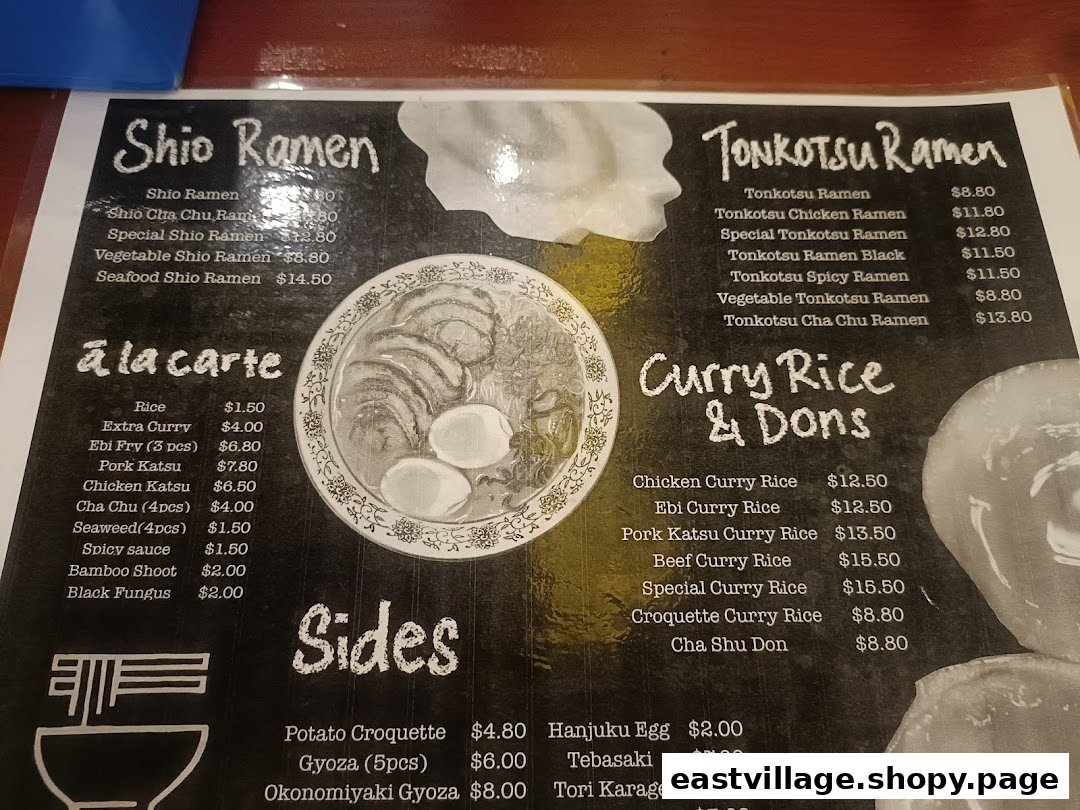 Shio Ramen
Shio Ramen
Shio Cha Chu
Special Shio Ramen $12.80
Vegetable Shio Ramen $8.80
Seafood Shio Ramen $14.50
Tonkotsu Ramen
Tonkotsu Ramen $8.80
Tonkotsu Chicken Ramen $11.80
Special Tonkotsu Ramen $12.80
Tonkotsu Ramen Black $11.50
Tonkotsu Spicy Ramen $11.50
Vegetable Tonkotsu Ramen $8.80
Tonkotsu Cha Chu Ramen $13.80
ā la carte
Rice $1.50
Extra Curry $4.00
Ebi Fry (3 pcs) $6.80
Pork Katsu $7.80
Chicken Katsu $6.50
Cha Chu (4pcs) $4.00
Seaweed(4pcs) $1.50
Spicy sauce $1.50
Bamboo Shoot $2.00
Black Fungus $2.00
Curry Rice
& Dons
Chicken Curry Rice $12.50
Ebi Curry Rice $12.50
Pork Katsu Curry Rice $13.50
Beef Curry Rice $15.50
Special Curry Rice $15.50
Croquette Curry Rice $8.80
Cha Shu Don $8.80
Sides
Potato Croquette $4.80
Gyoza (5pcs) $6.00
Okonomiyaki Gyoza $8.00
Hanjuku Egg $2.00
Tebasaki
Tori
eastvillage.shopy.page